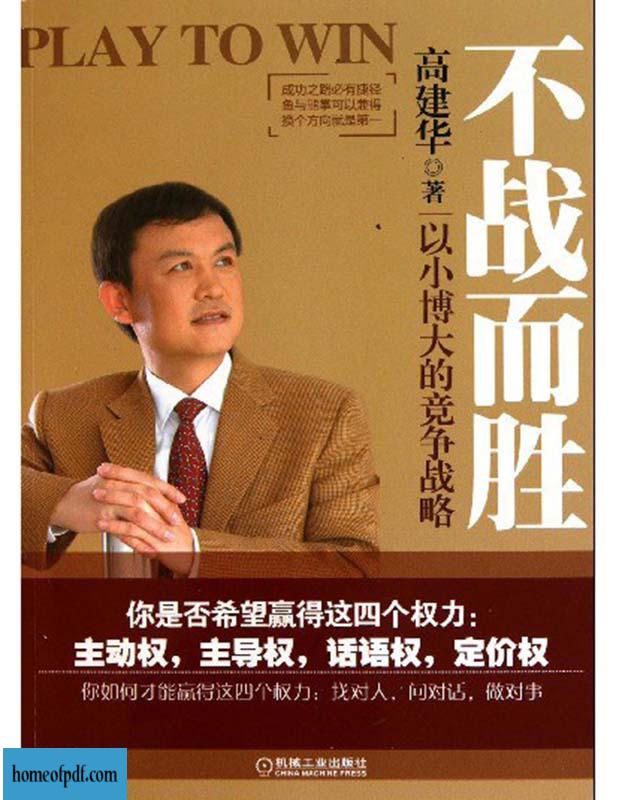 PLAY TO WIN
成功之路必有捷径
鱼与熊掌可以兼得
换个方向就是第一
高建华◎著
不战而胜
以小博大的竞争战略
你是否希望赢得这四个权力：
主动权，主导权，话语权，定价权
你如何才能赢得这四个权力：找对人，问对话，做对事
机械工业出版社
CHINA MACHINE PRESS
homeofpdf.com